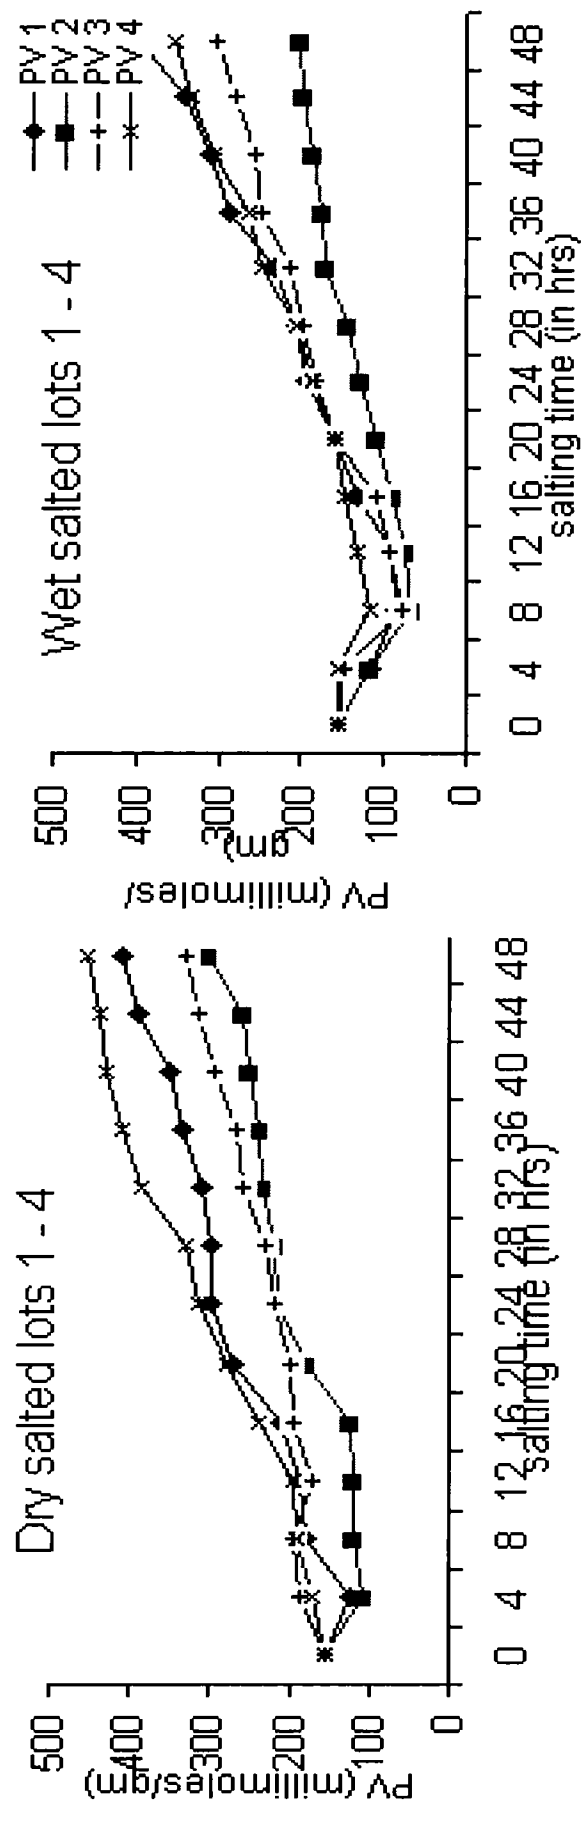 Dry salted lots 1 - 4
500
400
300
200
100
0
PV (millimoles/gm)
0 4 8 12 16 20 24 28 32 36 40 44 48
salting time (in hrs)
Wet salted lots 1 - 4
PV 1
PV 2
PV 3
PV 4
500
400
300
200
100
0
PV (millimoles/
gm)
0 4 8 12 16 20 24 28 32 36 40 44 48
salting time (in hrs)